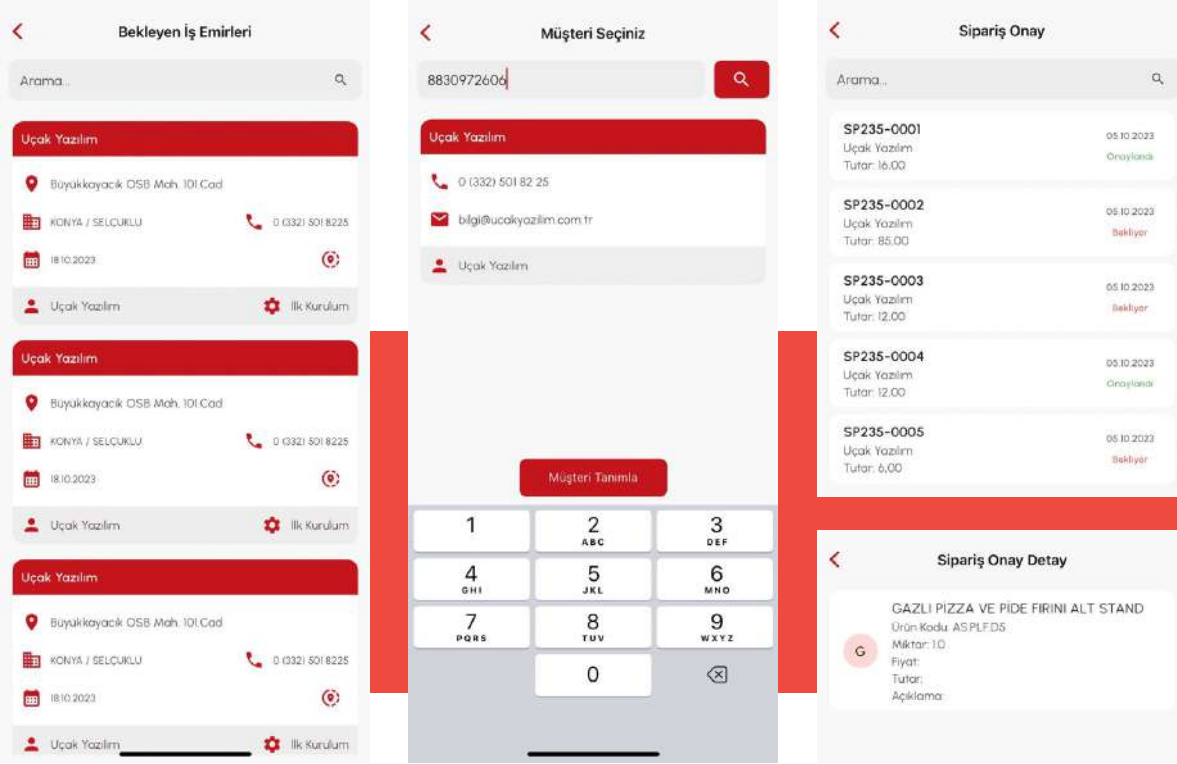 Bekleyen İş Emirleri
Arama...
Uçak Yazılım
Büyükkayacık OSB Mah. 101.Cad
KONYA / SELÇUKLU
0 (332) 501 8225
18.10.2023
Uçak Yazılım
İlk Kurulum
Uçak Yazılım
Büyükkayacık OSB Mah. 101.Cad
KONYA / SELÇUKLU
0 (332) 501 8225
18.10.2023
Uçak Yazılım
İlk Kurulum
Uçak Yazılım
Büyükkayacık OSB Mah. 101.Cad
KONYA / SELÇUKLU
0 (332) 501 8225
18.10.2023
Uçak Yazılım
İlk Kurulum
Müşteri Seçiniz
8830972606
Uçak Yazılım
0 (332) 501 82 25
bilgi@ucakyazilim.com.tr
Uçak Yazılım
Müşteri Tanımla
1 2 3
ABC DEF
4 5 6
GHI JKL MNO
7 8 9
PQRS TUV WXYZ
0
Sipariş Onay
Arama...
SP235-0001
Uçak Yazılım
Tutar: 16.00
05.10.2023
Onaylandı
SP235-0002
Uçak Yazılım
Tutar: 85.00
05.10.2023
Bekliyor
SP235-0003
Uçak Yazılım
Tutar: 12.00
05.10.2023
Bekliyor
SP235-0004
Uçak Yazılım
Tutar: 12.00
05.10.2023
Onaylandı
SP235-0005
Uçak Yazılım
Tutar: 6.00
05.10.2023
Bekliyor
Sipariş Onay Detay
G
GAZLI PİZZA VE PİDE FIRINI ALT STAND
Ürün Kodu: AS.PLF.D5
Miktar: 1.0
Fiyat:
Tutar:
Açıklama: